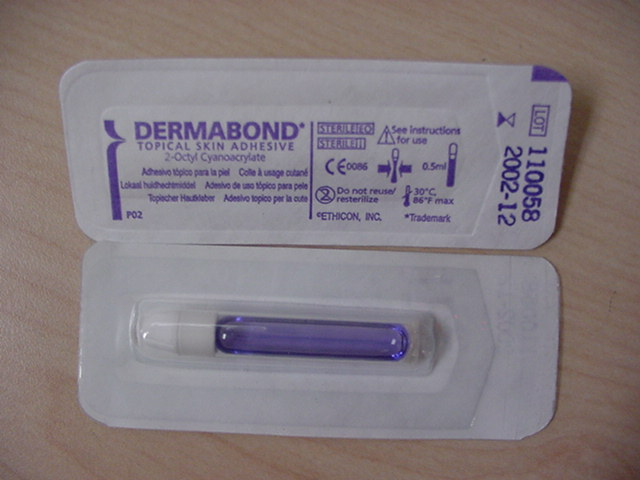 DERMABOND*
TOPICAL SKIN ADHESIVE
2-Octyl Cyanoacrylate
Adhesivo tópico para la piel Colle à usage cutané
Lokaal huidhechtmiddel Adesivo de uso tópico para pele
Topischer Hautkleber Adesivo topico per la cute
P02
STERILE EO
STERILE
See instructions
for use
CE 0086
0.5ml
2 Do not reuse/
resterilize
30°C,
86°F max
©ETHICON, INC. *Trademark
LOT 110058
2002-12